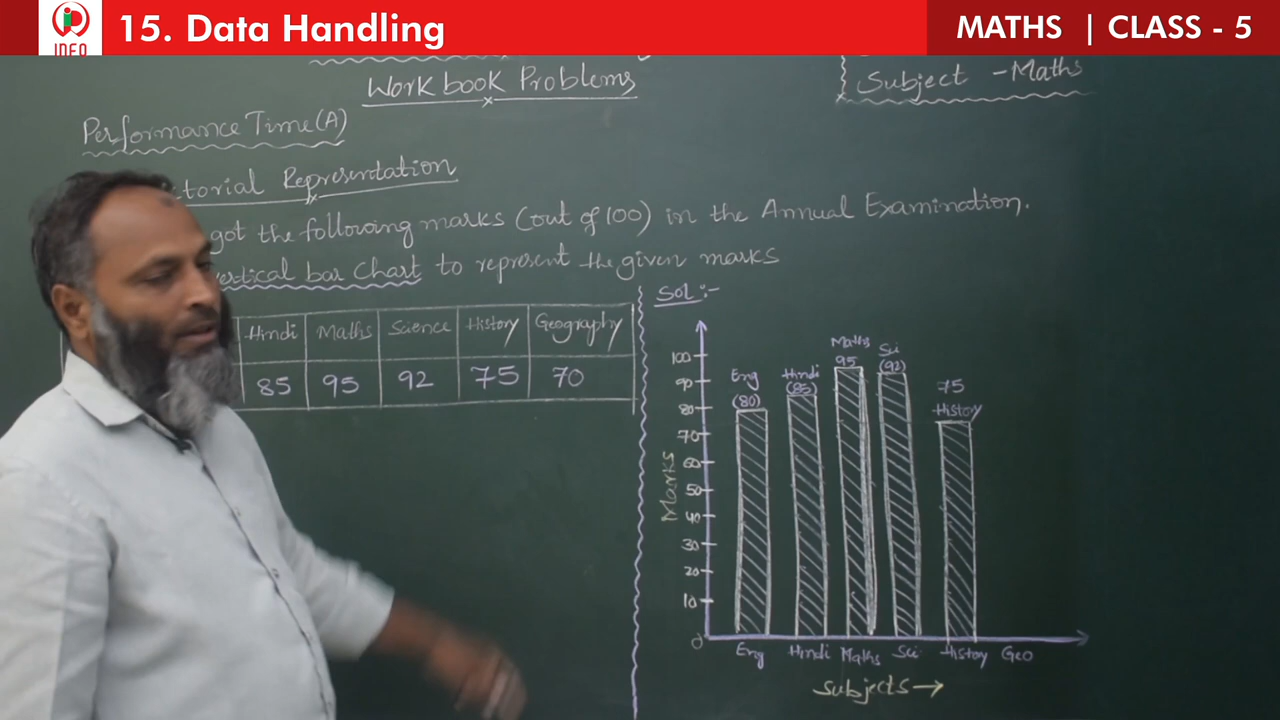 15. Data Handling
MATHS | CLASS - 5
Workbook Problems
Subject - Maths
Performance Time (A)
torial Representation
got the following marks (out of 100) in the Annual Examination.
vertical bar Chart to represent the given marks
Hindi Maths Science History Geography
85 95 92 75 70
Sol :-
Maths
95
Sci
(92)
Eng
(80)
Hindi
(85)
75
History
100
90
80
70
60
50
40
30
20
10
0
Marks
Eng Hindi Maths Sci History Geo
Subjects →